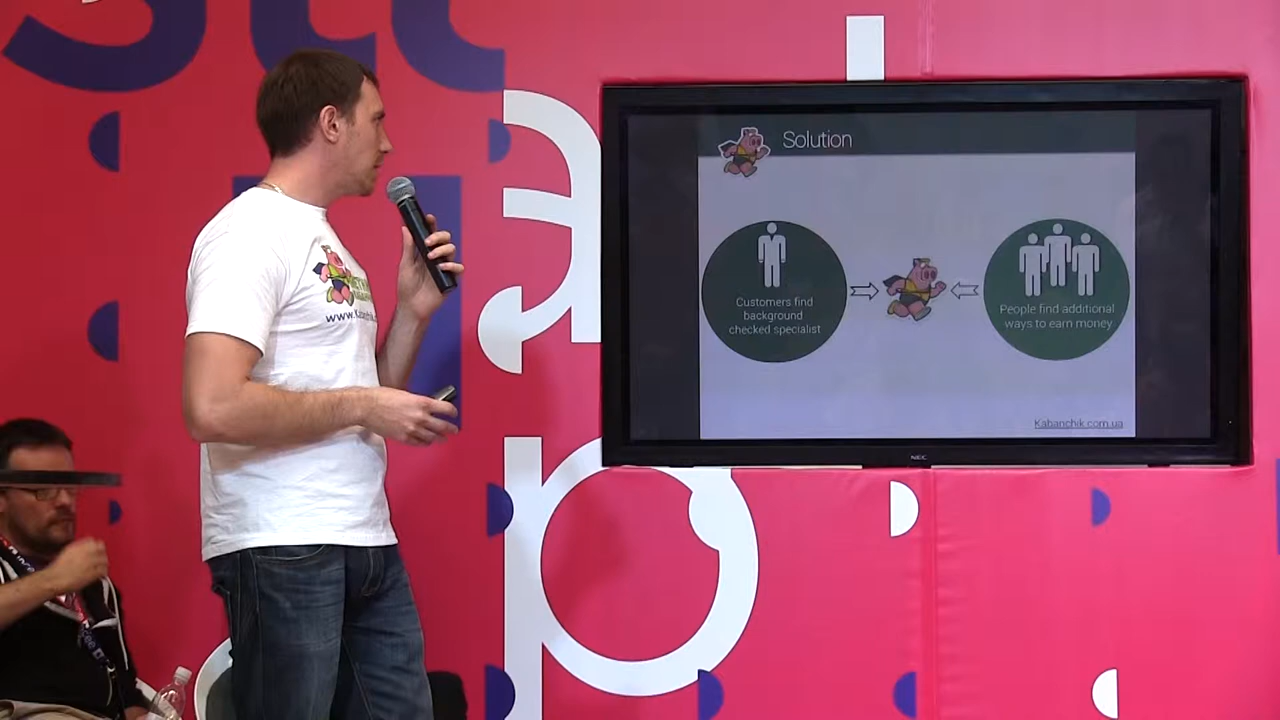 Solution
Customers find
background
checked specialist
People find additional
ways to earn money
Kabanchik.com.ua
NEC